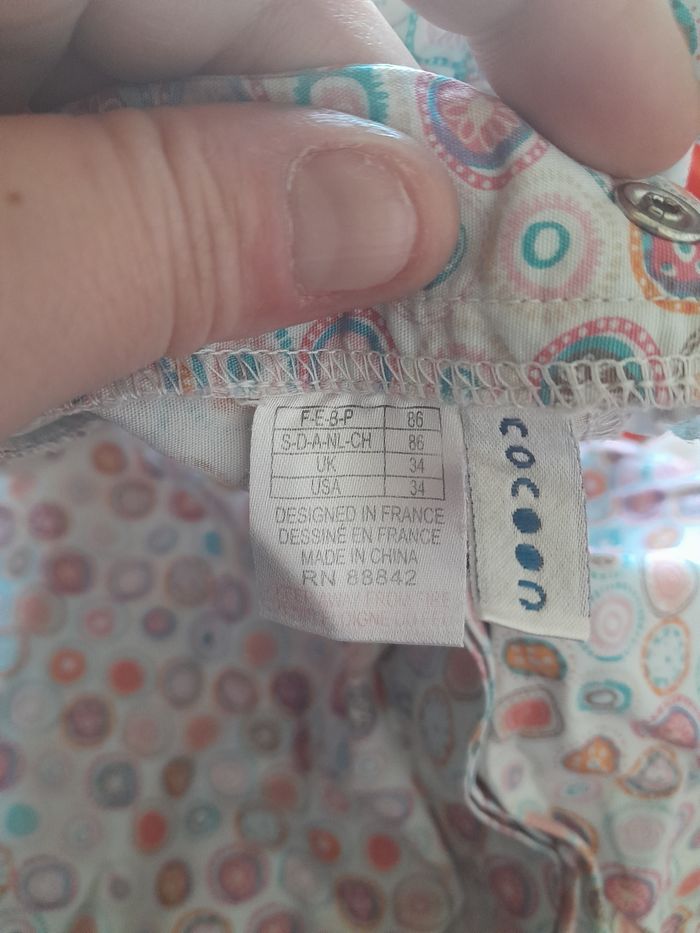 F-E-B-P 86
S-D-A-NL-CH 86
UK 34
USA 34
DESIGNED IN FRANCE
DESSINÉ EN FRANCE
MADE IN CHINA
RN 88842
COCOON